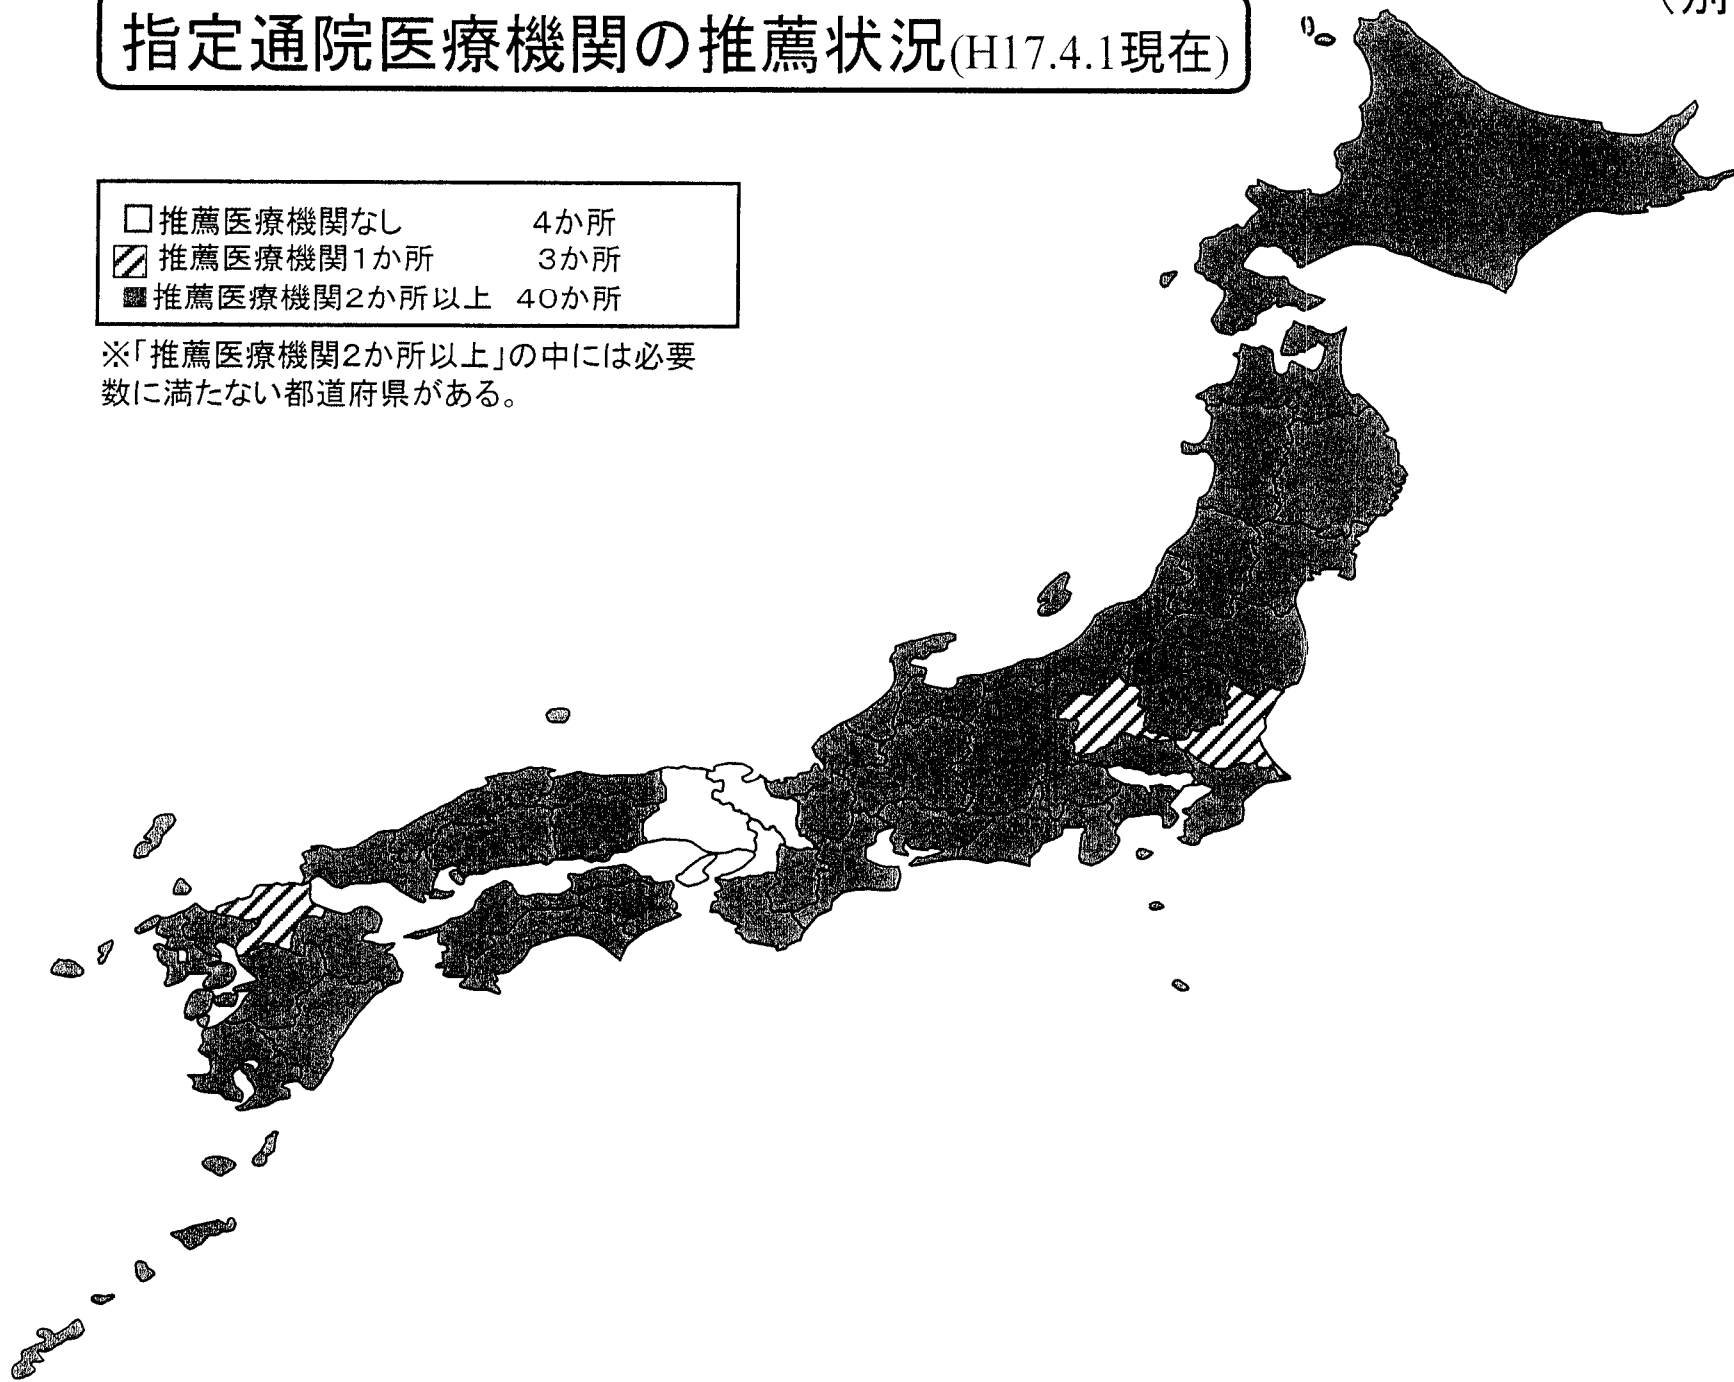 指定通院医療機関の推薦状況(H17.4.1現在)
(別
□推薦医療機関なし 4か所
推薦医療機関1か所 3か所
■推薦医療機関2か所以上 40か所
※「推薦医療機関2か所以上」の中には必要
数に満たない都道府県がある。